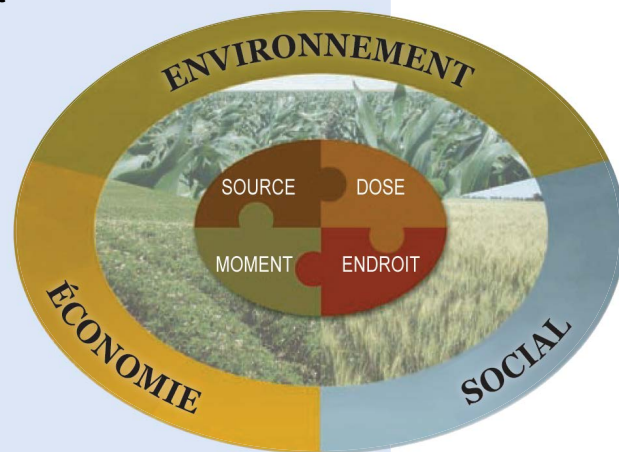 ENVIRONNEMENT
SOURCE
DOSE
MOMENT
ENDROIT
ÉCONOMIE
SOCIAL